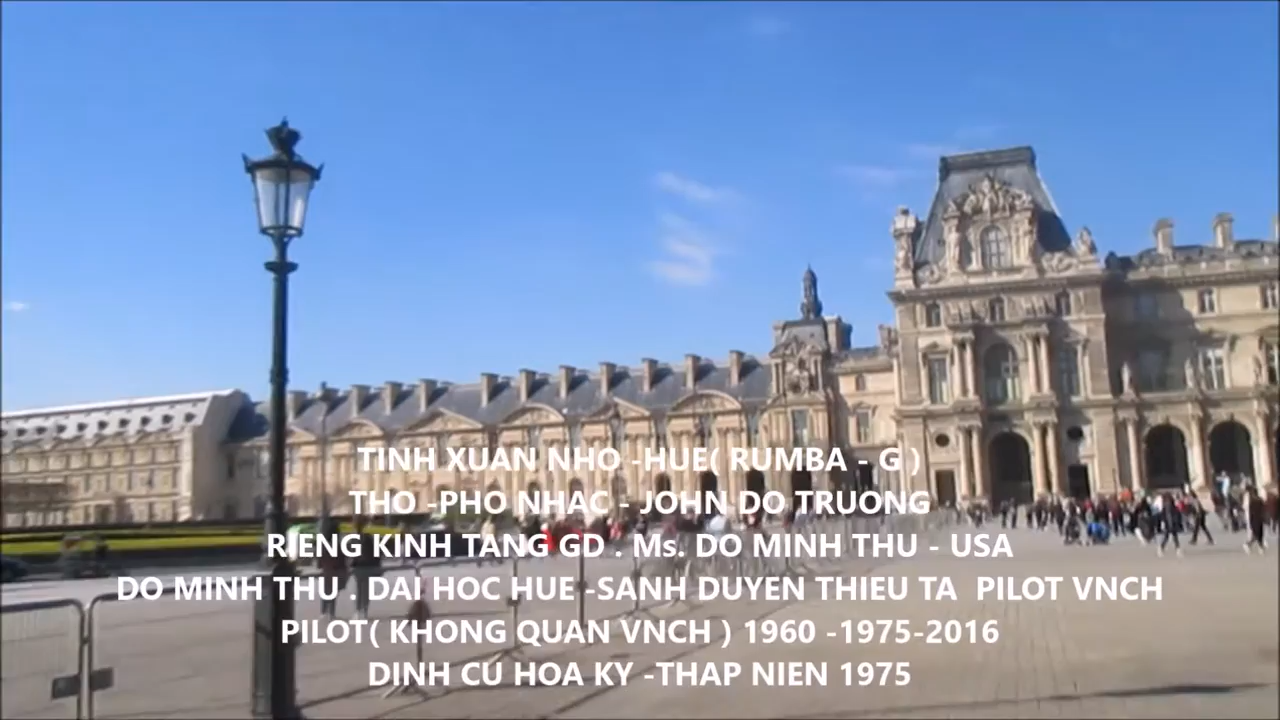 TINH XUAN NHO -HUE( RUMBA - G )
THO -PHO NHAC - JOHN DO TRUONG
RIENG KINH TANG GD . Ms. DO MINH THU - USA
DO MINH THU . DAI HOC HUE -SANH DUYEN THIEU TA  PILOT VNCH
PILOT( KHONG QUAN VNCH ) 1960 -1975-2016
DINH CU HOA KY -THAP NIEN 1975